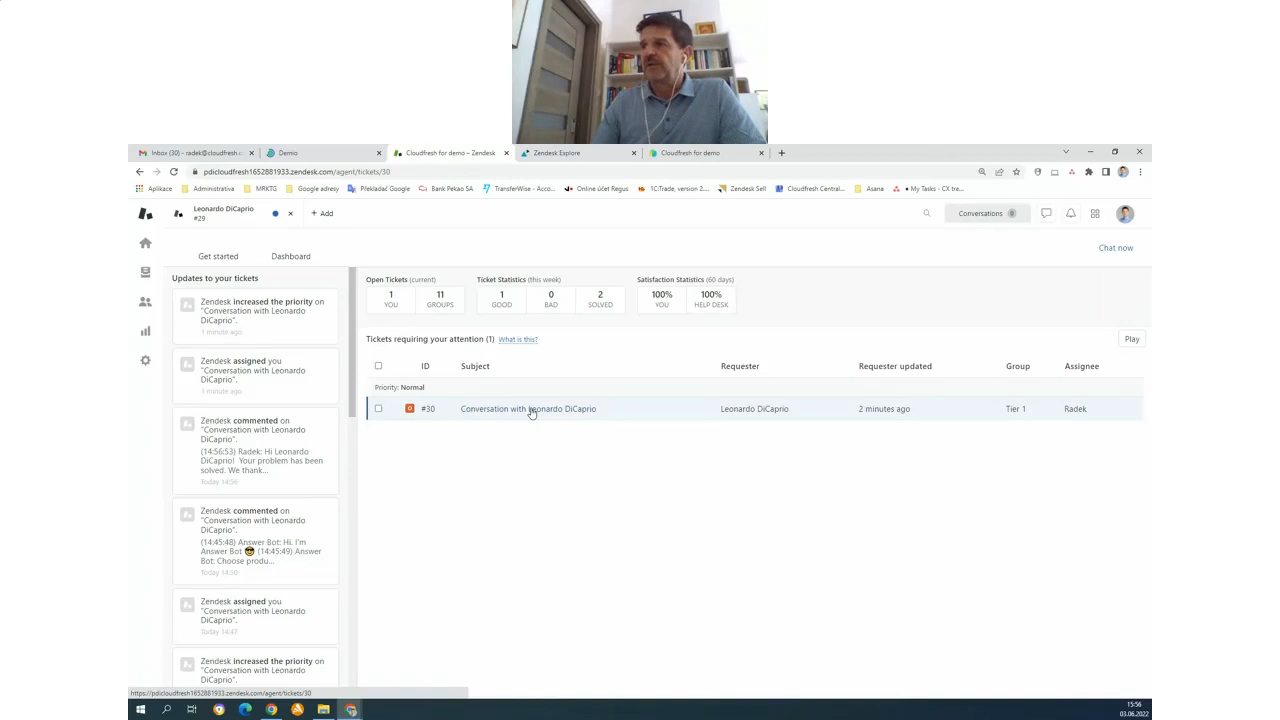 Inbox (30) - radek@cloudfresh.c
Demio
Cloudfresh for demo – Zendesk
Zendesk Explore
Cloudfresh for demo
pdicloudfresh1652881933.zendesk.com/agent/tickets/30
Aplikace
Administrativa
MRKTG
Google adresy
Překladač Google
Bank Pekao SA
TransferWise - Acco...
Online účet Regus
1C:Trade, version 2....
Zendesk Sell
Cloudfresh Central...
Asana
• My Tasks - CX tre...
Leonardo DiCaprio
#29
+ Add
Conversations 0
Get started
Dashboard
Chat now
Updates to your tickets
Zendesk increased the priority on
"Conversation with Leonardo
DiCaprio".
1 minute ago
Zendesk assigned you
"Conversation with Leonardo
DiCaprio".
1 minute ago
Zendesk commented on
"Conversation with Leonardo
DiCaprio".
(14:56:53) Radek: Hi Leonardo
DiCaprio! Your problem has been
solved. We thank...
Today 14:56
Zendesk commented on
"Conversation with Leonardo
DiCaprio".
(14:45:48) Answer Bot: Hi. I'm
Answer Bot 😎 (14:45:49) Answer
Bot: Choose produ...
Today 14:50
Zendesk assigned you
"Conversation with Leonardo
DiCaprio".
Today 14:47
Zendesk increased the priority on
"Conversation with Leonardo
DiCaprio".
Open Tickets (current)
1
YOU
11
GROUPS
Ticket Statistics (this week)
1
GOOD
0
BAD
2
SOLVED
Satisfaction Statistics (60 days)
100%
YOU
100%
HELP DESK
Tickets requiring your attention (1) What is this?
Play
ID Subject Requester Requester updated Group Assignee
Priority: Normal
#30 Conversation with Leonardo DiCaprio Leonardo DiCaprio 2 minutes ago Tier 1 Radek
https://pdicloudfresh1652881933.zendesk.com/agent/tickets/30
15:56
03.06.2022